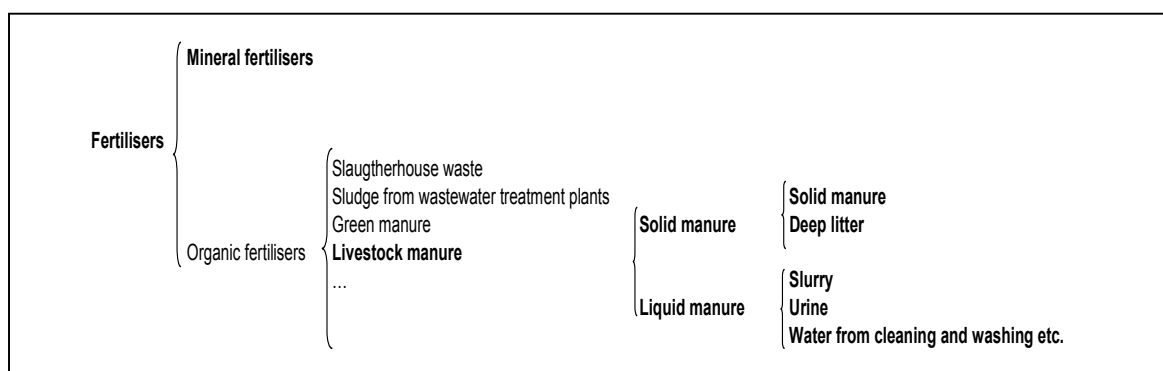 Mineral fertilisers
Fertilisers
Slaugtherhouse waste
Sludge from wastewater treatment plants
Green manure
Organic fertilisers
Livestock manure
…
Solid manure
Solid manure
Deep litter
Liquid manure
Slurry
Urine
Water from cleaning and washing etc.